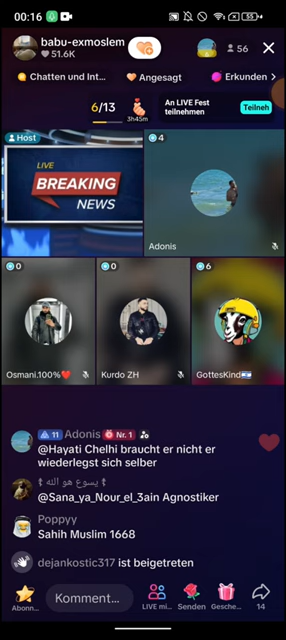 00:16
55
babu-exmoslem
51.6K
56
Chatten und Int...
Angesagt
Erkunden
6/13
3h45m
An LIVE Fest
teilnehmen
Teilneh
Host
LIVE
BREAKING
NEWS
4
Adonis
0
Osmani.100%❤️
0
Kurdo ZH
6
GottesKind🇮🇱
11 Adonis Nr. 1
@Hayati Chelhi braucht er nicht er
wiederlegst sich selber
يسوع هو الله
@Sana_ya_Nour_el_3ain Agnostiker
Poppyy
Sahih Muslim 1668
dejankostic317 ist beigetreten
Abonn...
Komment...
LIVE mi...
Senden
Gesche...
14